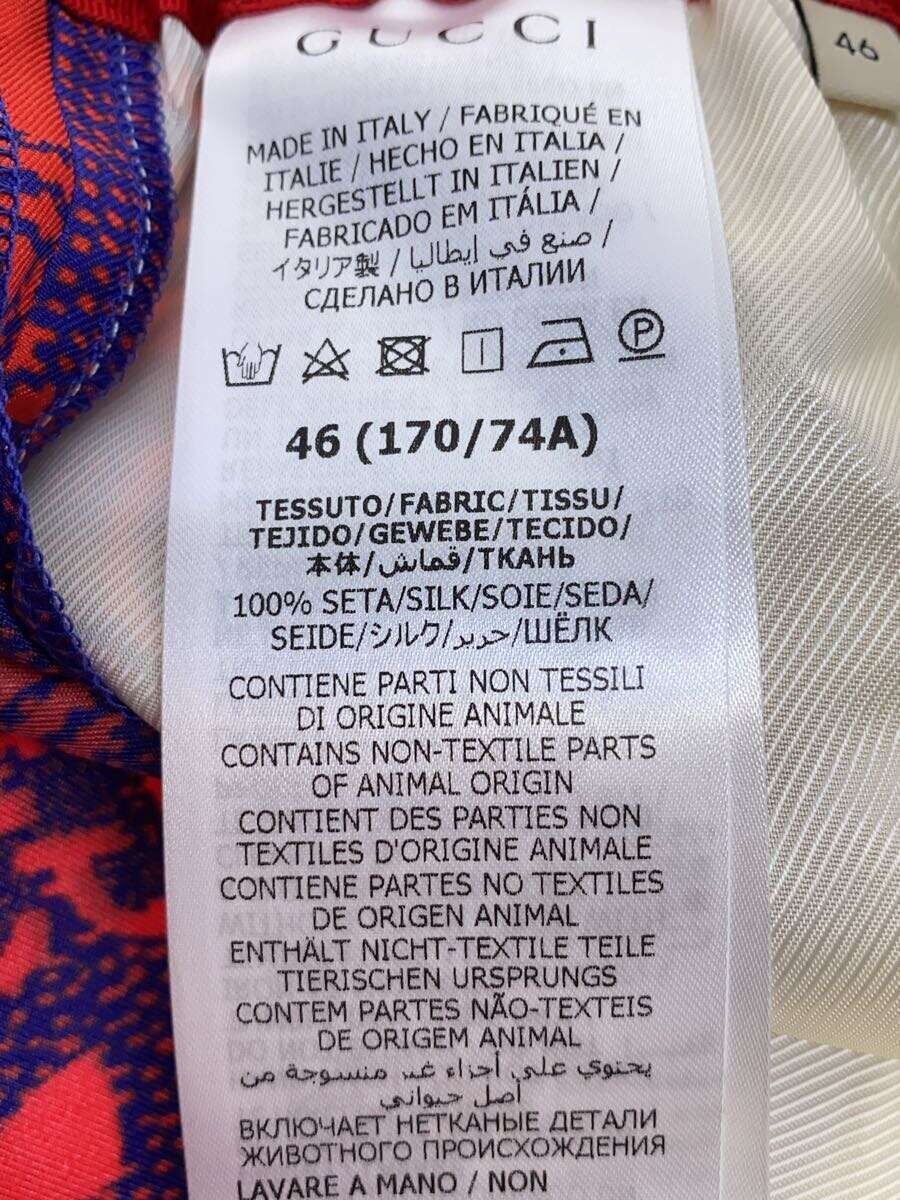 GUCCI
46
MADE IN ITALY / FABRIQUÉ EN
ITALIE / HECHO EN ITALIA /
HERGESTELLT IN ITALIEN /
FABRICADO EM ITÁLIA /
イタリア製 / صنع في إيطاليا /
СДЕЛАНО В ИТАЛИИ
P
46 (170/74A)
TESSUTO/FABRIC/TISSU/
TEJIDO/GEWEBE/TECIDO/
本体/قماش/ТКАНЬ
100% SETA/SILK/SOIE/SEDA/
SEIDE/シルク/حرير/ШЁЛК
CONTIENE PARTI NON TESSILI
DI ORIGINE ANIMALE
CONTAINS NON-TEXTILE PARTS
OF ANIMAL ORIGIN
CONTIENT DES PARTIES NON
TEXTILES D'ORIGINE ANIMALE
CONTIENE PARTES NO TEXTILES
DE ORIGEN ANIMAL
ENTHÄLT NICHT-TEXTILE TEILE
TIERISCHEN URSPRUNGS
CONTEM PARTES NÃO-TEXTEIS
DE ORIGEM ANIMAL
يحتوي على أجزاء غير منسوجة من
أصل حيواني
ВКЛЮЧАЕТ НЕТКАНЫЕ ДЕТАЛИ
ЖИВОТНОГО ПРОИСХОЖДЕНИЯ
LAVARE A MANO / NON